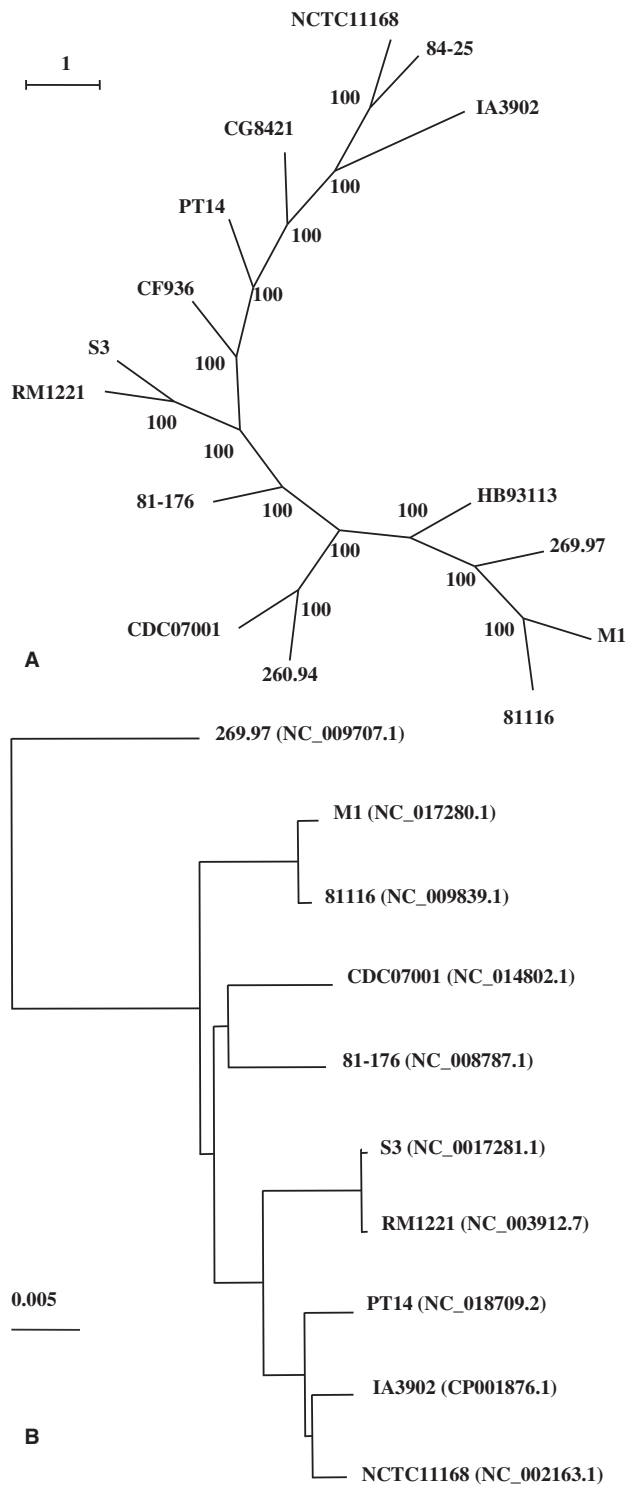 NCTC11168
84-25
1
100
IA3902
CG8421
100
PT14
100
CF936
100
S3
100
RM1221
100
100
81-176
HB93113
100
100
269.97
100
100
100
CDC07001
100
M1
A
260.94
81116
269.97 (NC_009707.1)
M1 (NC_017280.1)
81116 (NC_009839.1)
CDC07001 (NC_014802.1)
81-176 (NC_008787.1)
S3 (NC_0017281.1)
RM1221 (NC_003912.7)
0.005
PT14 (NC_018709.2)
IA3902 (CP001876.1)
B
NCTC11168 (NC_002163.1)